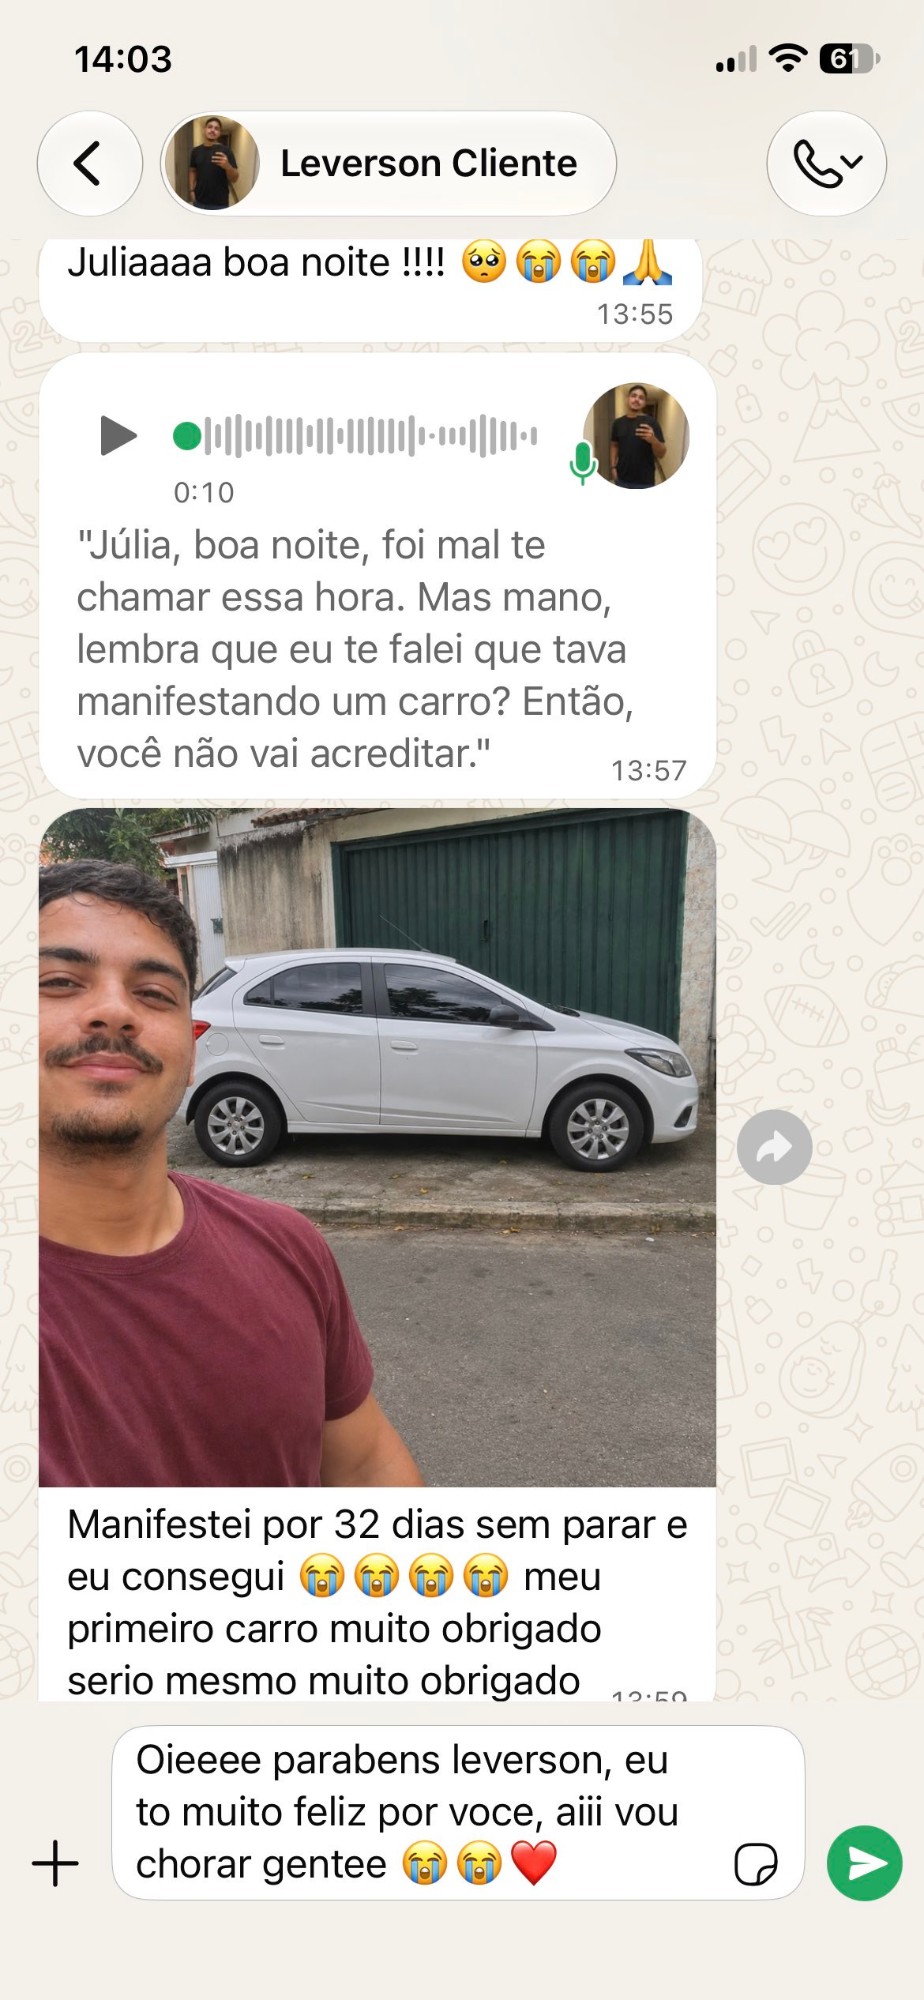 14:03
61
Leverson Cliente
Juliaaaa boa noite !!!! 🥺😭😭🙏
13:55
0:10
"Júlia, boa noite, foi mal te
chamar essa hora. Mas mano,
lembra que eu te falei que tava
manifestando um carro? Então,
você não vai acreditar."
13:57
Manifestei por 32 dias sem parar e
eu consegui 😭😭😭😭 meu
primeiro carro muito obrigado
serio mesmo muito obrigado
13:59
Oieeee parabens leverson, eu
to muito feliz por voce, aiii vou
chorar gentee 😭😭❤️